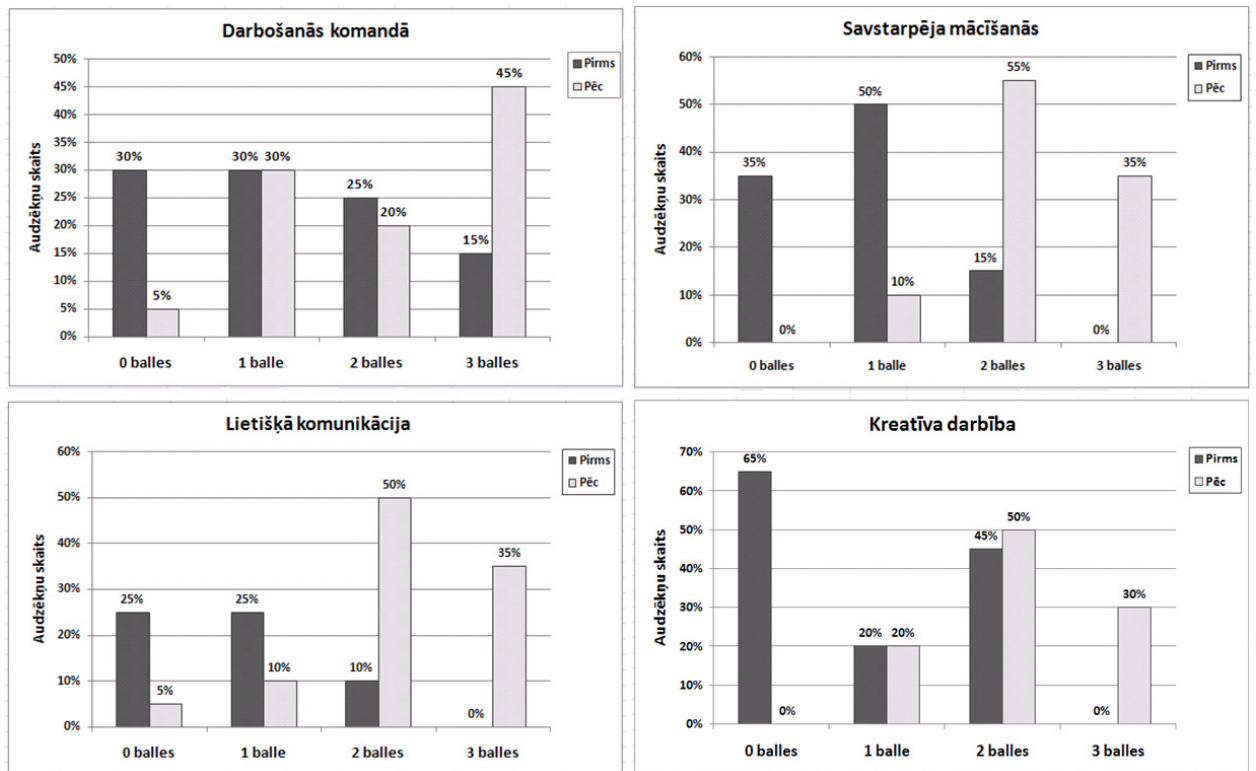 Darbošanās komandā
50%
45%
40%
35%
30%
25%
20%
15%
10%
5%
0%
Audzēkņu skaits
30%
5%
30%
30%
25%
20%
15%
45%
0 balles
1 balle
2 balles
3 balles
Pirms
Pēc
Savstarpēja mācīšanās
60%
50%
40%
30%
20%
10%
0%
Audzēkņu skaits
35%
0%
50%
10%
15%
55%
0%
35%
0 balles
1 balle
2 balles
3 balles
Pirms
Pēc
Lietišķā komunikācija
60%
50%
40%
30%
20%
10%
0%
Audzēkņu skaits
25%
5%
25%
10%
10%
50%
0%
35%
0 balles
1 balle
2 balles
3 balles
Pirms
Pēc
Kreatīva darbība
70%
60%
50%
40%
30%
20%
10%
0%
Audzēkņu skaits
65%
0%
20%
20%
45%
50%
0%
30%
0 balles
1 balle
2 balles
3 balles
Pirms
Pēc